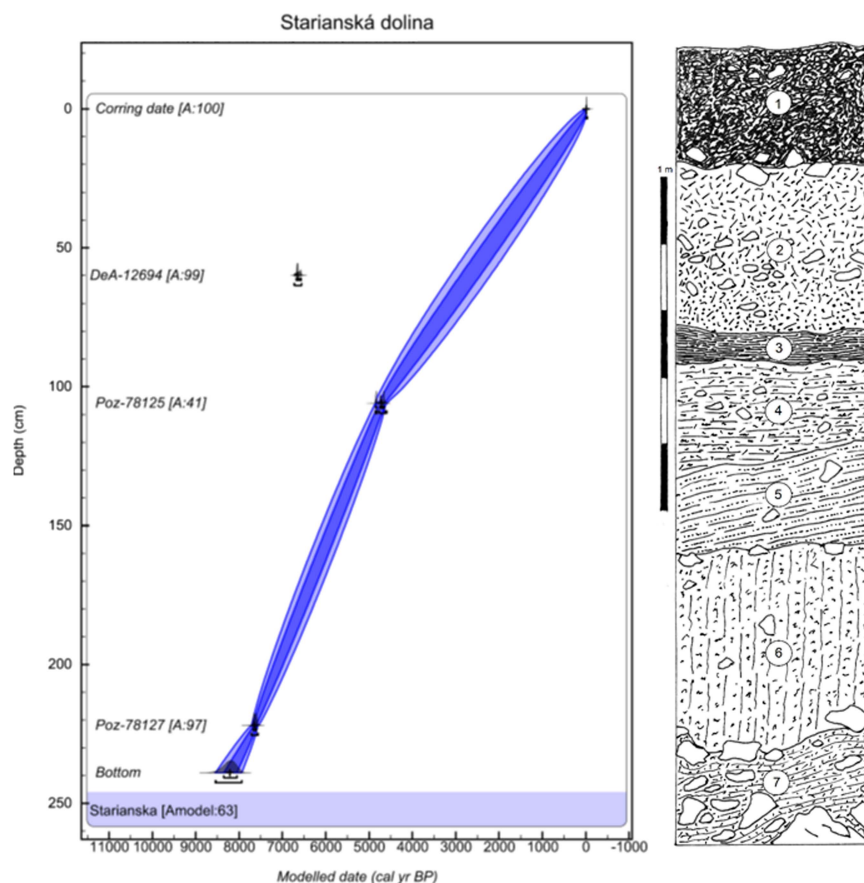 Starianská dolina
0
Corring date [A:100]
50
DeA-12694 [A:99]
100
Poz-78125 [A:41]
150
200
Poz-78127 [A:97]
Bottom
250
Starianska [Amodel:63]
Depth (cm)
11000 10000 9000 8000 7000 6000 5000 4000 3000 2000 1000 0 -1000
Modelled date (cal yr BP)
1 m
1
2
3
4
5
6
7